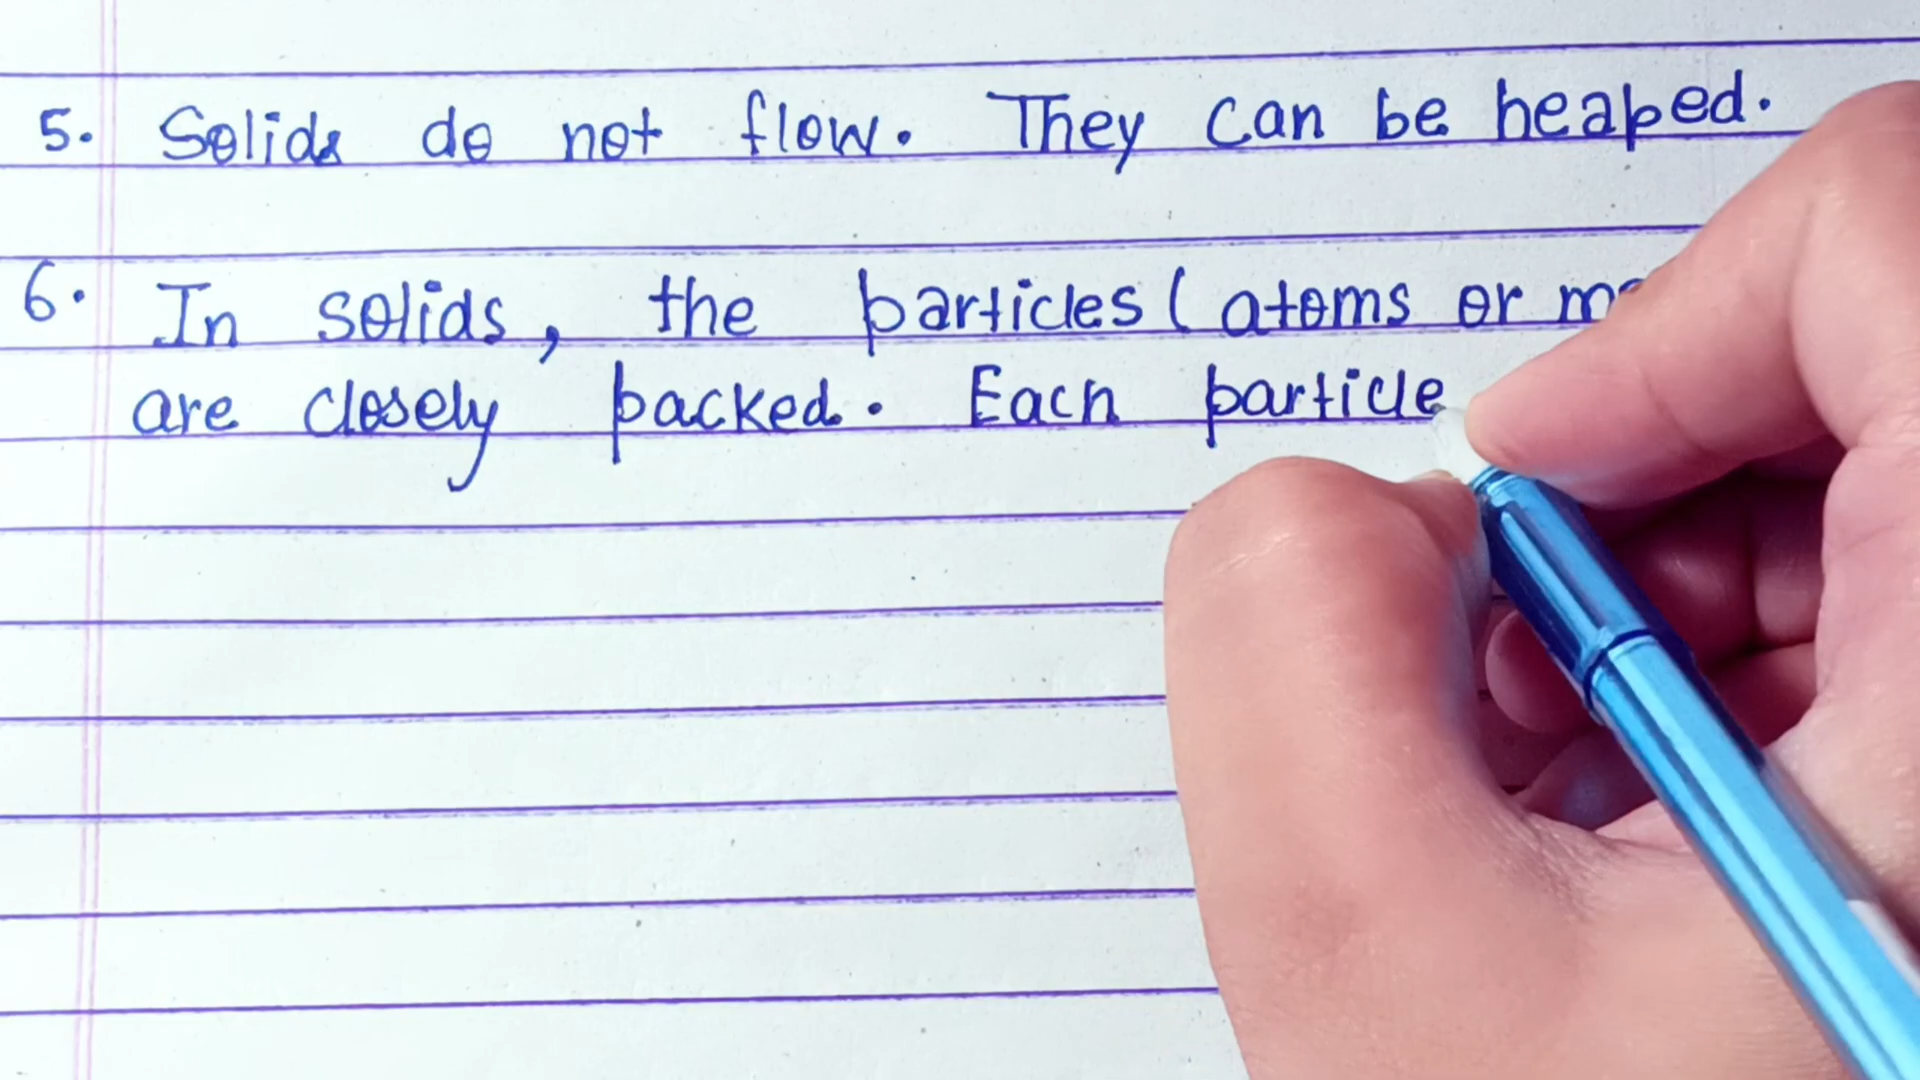 5. Solids do not flow. They can be heaped.
6. In solids, the particles ( atoms or
are closely packed. Each particle